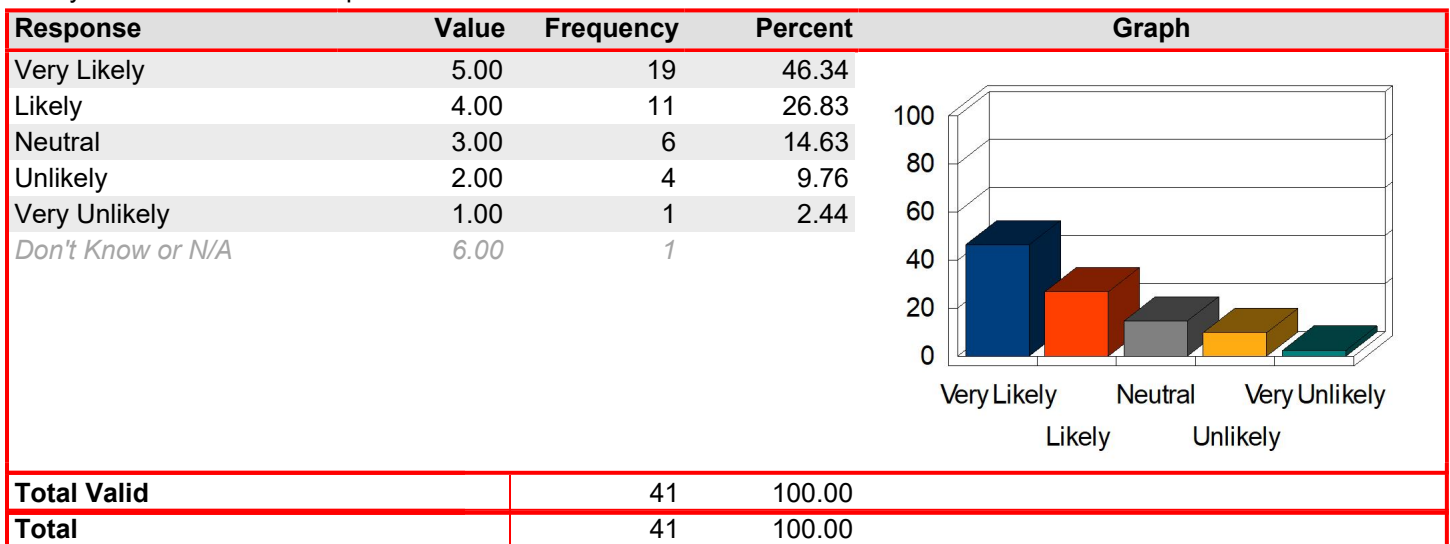 Response Value Frequency Percent Graph
Very Likely 5.00 19 46.34
Likely 4.00 11 26.83
Neutral 3.00 6 14.63
Unlikely 2.00 4 9.76
Very Unlikely 1.00 1 2.44
Don't Know or N/A 6.00 1
100
80
60
40
20
0
Very Likely Neutral Very Unlikely
Likely Unlikely
Total Valid 41 100.00
Total 41 100.00